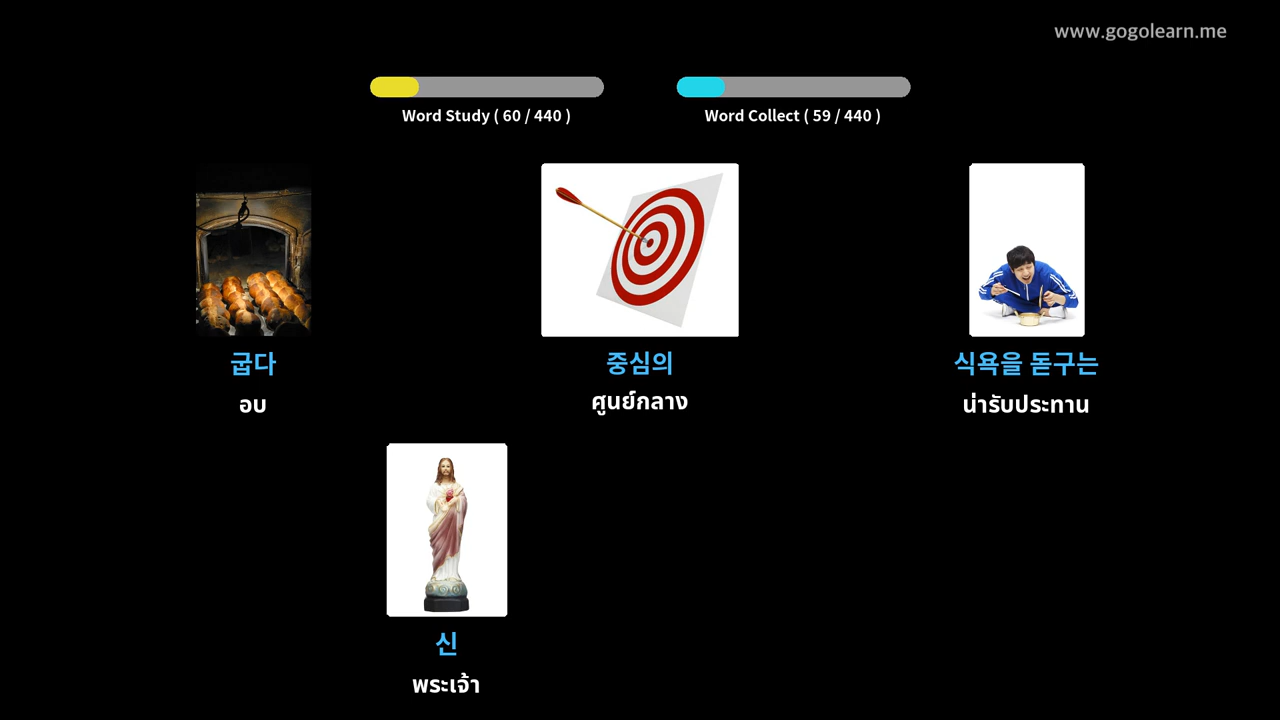 www.gogolearn.me
Word Study ( 60 / 440 )
Word Collect ( 59 / 440 )
굽다
อบ
중심의
ศูนย์กลาง
식욕을 돋구는
น่ารับประทาน
신
พระเจ้า